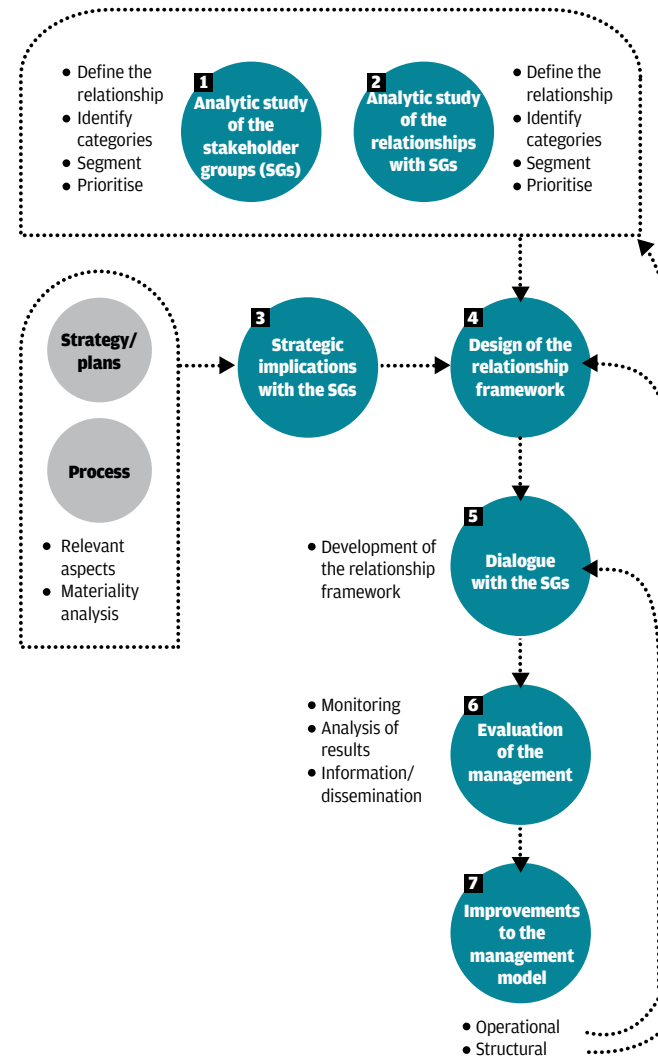 • Define the
relationship
• Identify
categories
• Segment
• Prioritise
1
Analytic study
of the
stakeholder
groups (SGs)
2
Analytic study
of the
relationships
with SGs
• Define the
relationship
• Identify
categories
• Segment
• Prioritise
Strategy/
plans
Process
• Relevant
aspects
• Materiality
analysis
3
Strategic
implications
with the SGs
4
Design of the
relationship
framework
• Development of
the relationship
framework
5
Dialogue
with the SGs
• Monitoring
• Analysis of
results
• Information/
dissemination
6
Evaluation
of the
management
7
Improvements
to the
management
model
• Operational
• Structural